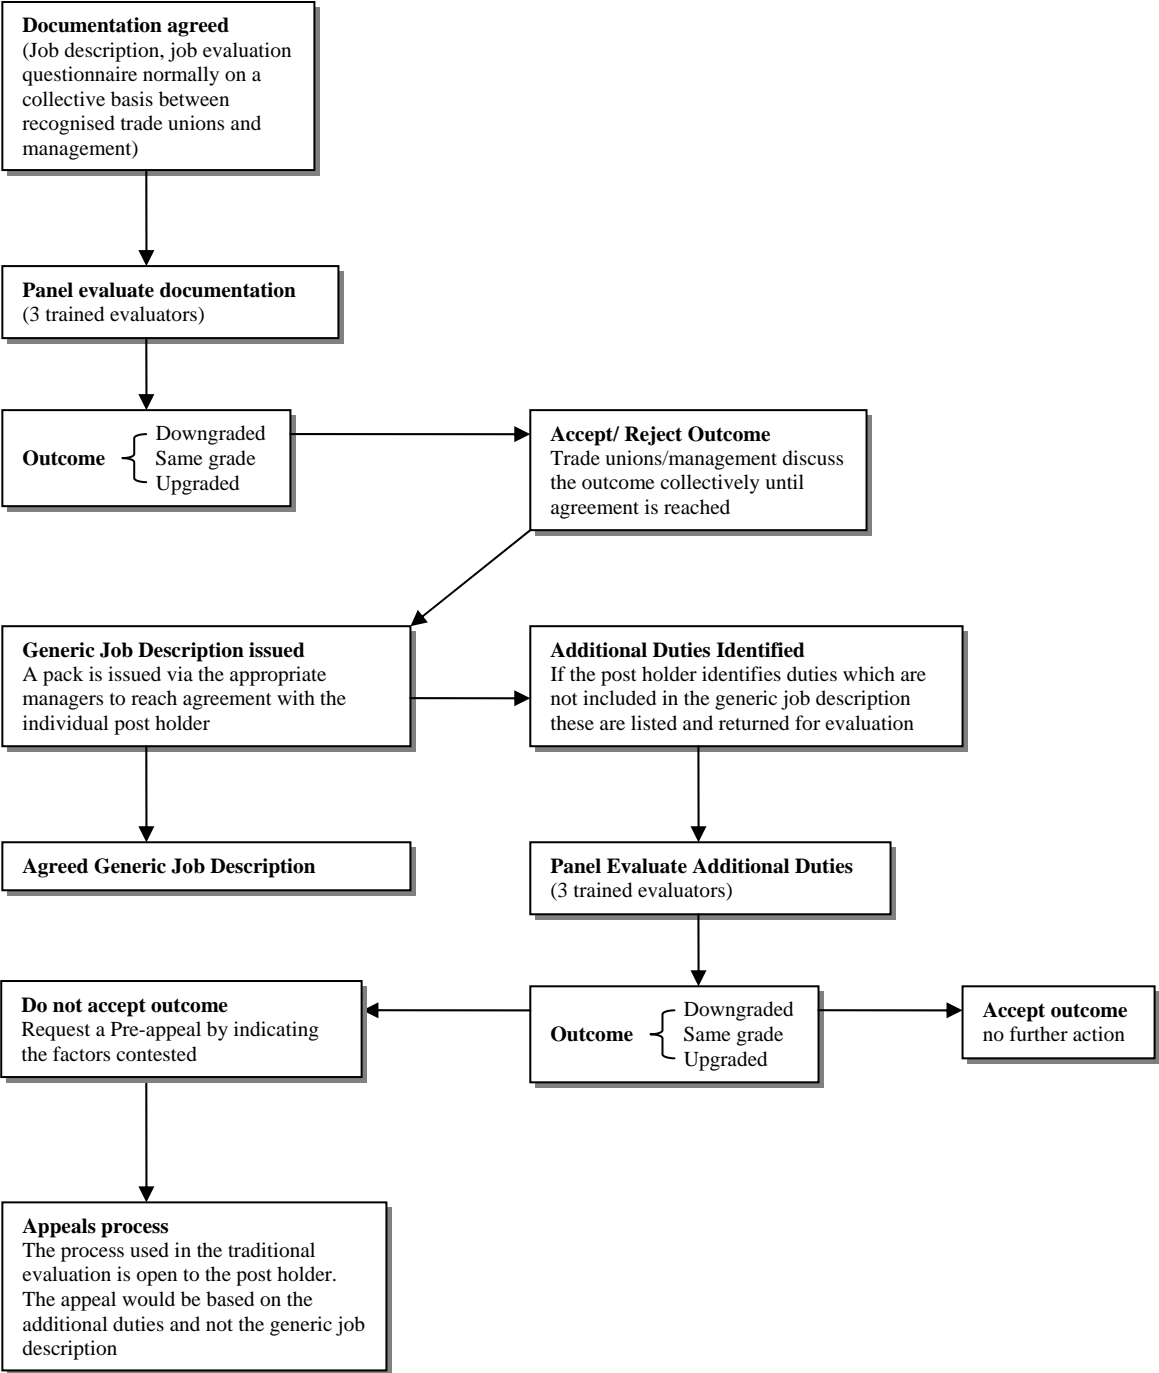 Documentation agreed
(Job description, job evaluation
questionnaire normally on a
collective basis between
recognised trade unions and
management)
Panel evaluate documentation
(3 trained evaluators)
Outcome
Downgraded
Same grade
Upgraded
Accept/ Reject Outcome
Trade unions/management discuss
the outcome collectively until
agreement is reached
Generic Job Description issued
A pack is issued via the appropriate
managers to reach agreement with the
individual post holder
Additional Duties Identified
If the post holder identifies duties which are
not included in the generic job description
these are listed and returned for evaluation
Agreed Generic Job Description
Panel Evaluate Additional Duties
(3 trained evaluators)
Do not accept outcome
Request a Pre-appeal by indicating
the factors contested
Outcome
Downgraded
Same grade
Upgraded
Accept outcome
no further action
Appeals process
The process used in the traditional
evaluation is open to the post holder.
The appeal would be based on the
additional duties and not the generic job
description